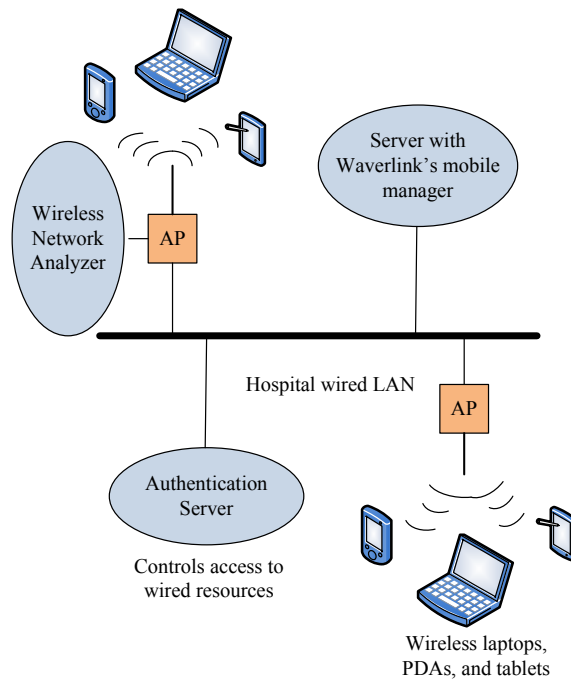 Server with
Waverlink's mobile
manager
Wireless
Network
Analyzer
AP
Hospital wired LAN
AP
Authentication
Server
Controls access to
wired resources
Wireless laptops,
PDAs, and tablets